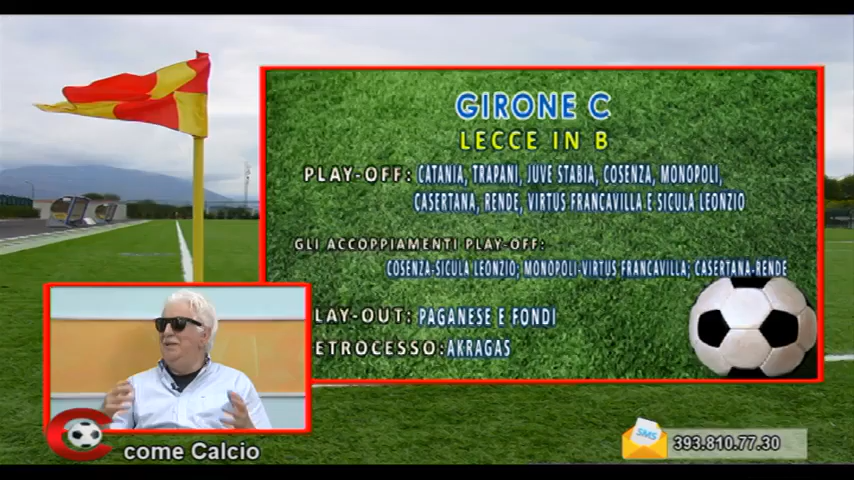 GIRONE C
LECCE IN B
PLAY-OFF: CATANIA, TRAPANI, JUVE STABIA, COSENZA, MONOPOLI,
CASERTANA, RENDE, VIRTUS FRANCAVILLA E SICULA LEONZIO
GLI ACCOPPIAMENTI PLAY-OFF:
COSENZA-SICULA LEONZIO; MONOPOLI-VIRTUS FRANCAVILLA; CASERTANA-RENDE
LAY-OUT: PAGANESE E FONDI
ETROCESSO: AKRAGAS
C come Calcio
SMS 393.810.77.30